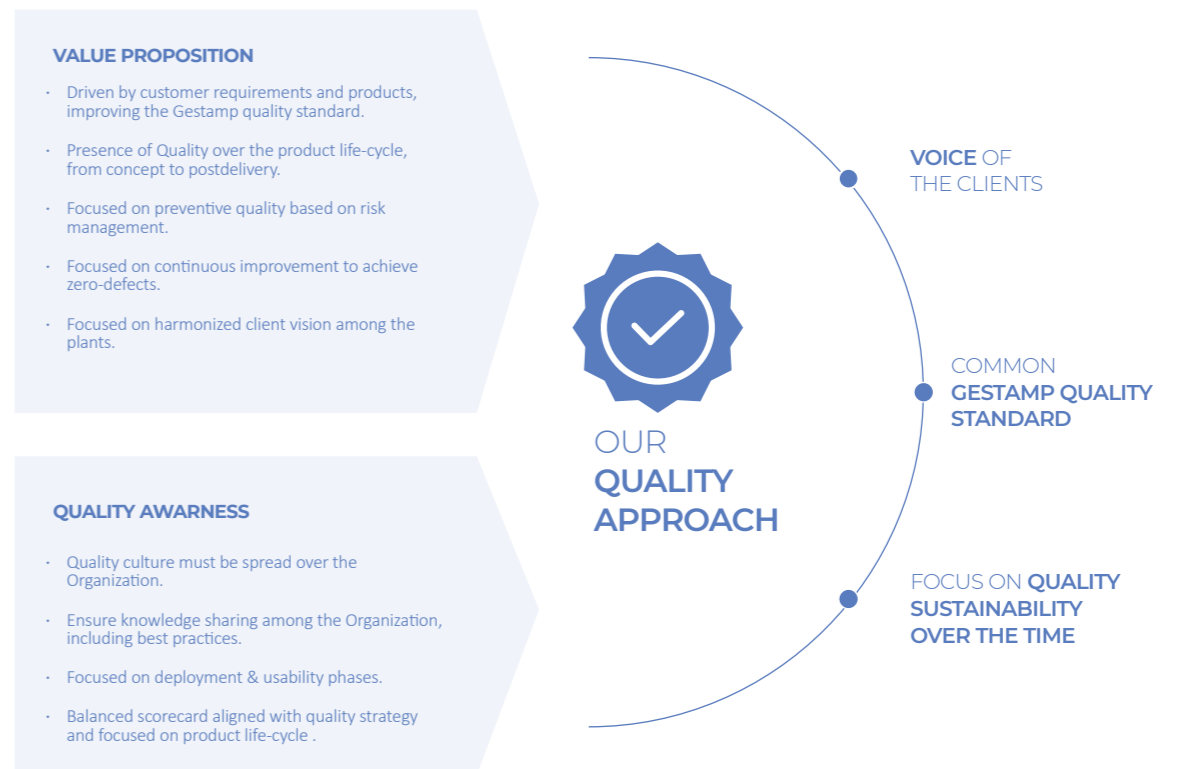 VALUE PROPOSITION
· Driven by customer requirements and products,
improving the Gestamp quality standard.
· Presence of Quality over the product life-cycle,
from concept to postdelivery.
· Focused on preventive quality based on risk
management.
· Focused on continuous improvement to achieve
zero-defects.
· Focused on harmonized client vision among the
plants.
QUALITY AWARNESS
· Quality culture must be spread over the
Organization.
· Ensure knowledge sharing among the Organization,
including best practices.
· Focused on deployment & usability phases.
· Balanced scorecard aligned with quality strategy
and focused on product life-cycle .
OUR
QUALITY
APPROACH
VOICE OF
THE CLIENTS
COMMON
GESTAMP QUALITY
STANDARD
FOCUS ON QUALITY
SUSTAINABILITY
OVER THE TIME